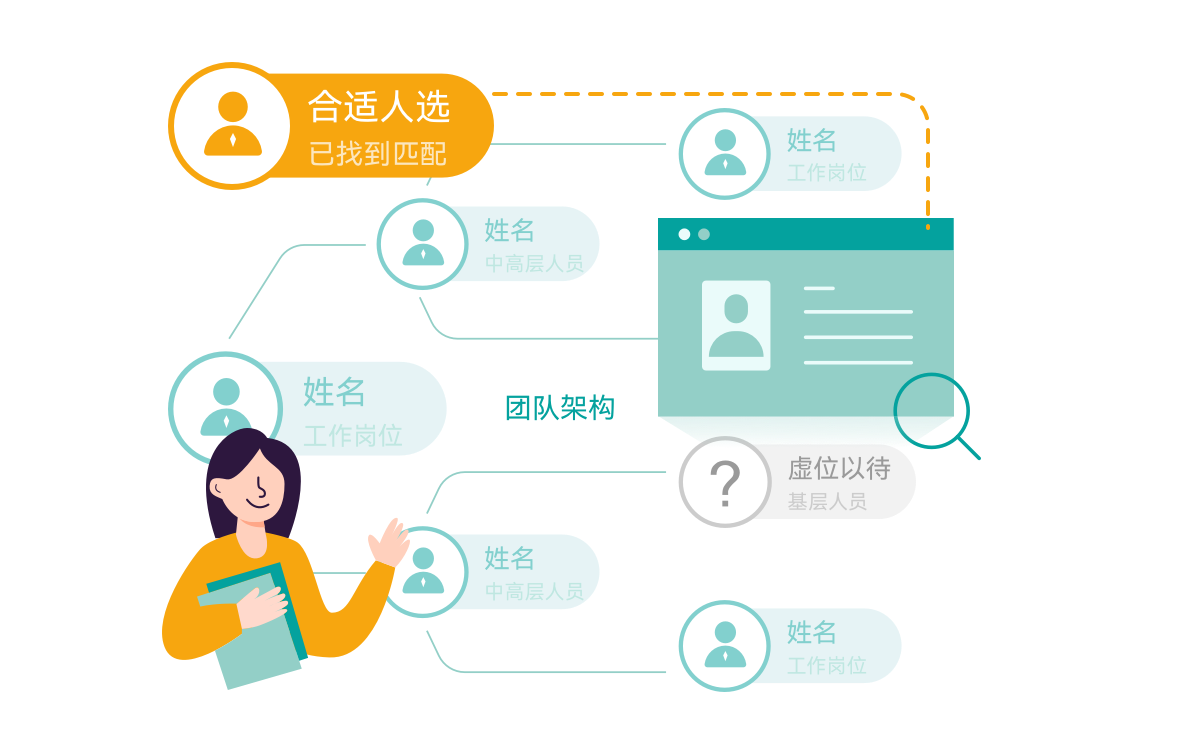 合适人选
已找到匹配
姓名
工作岗位
姓名
中高层人员
姓名
工作岗位
团队架构
?
虚位以待
基层人员
姓名
中高层人员
姓名
工作岗位